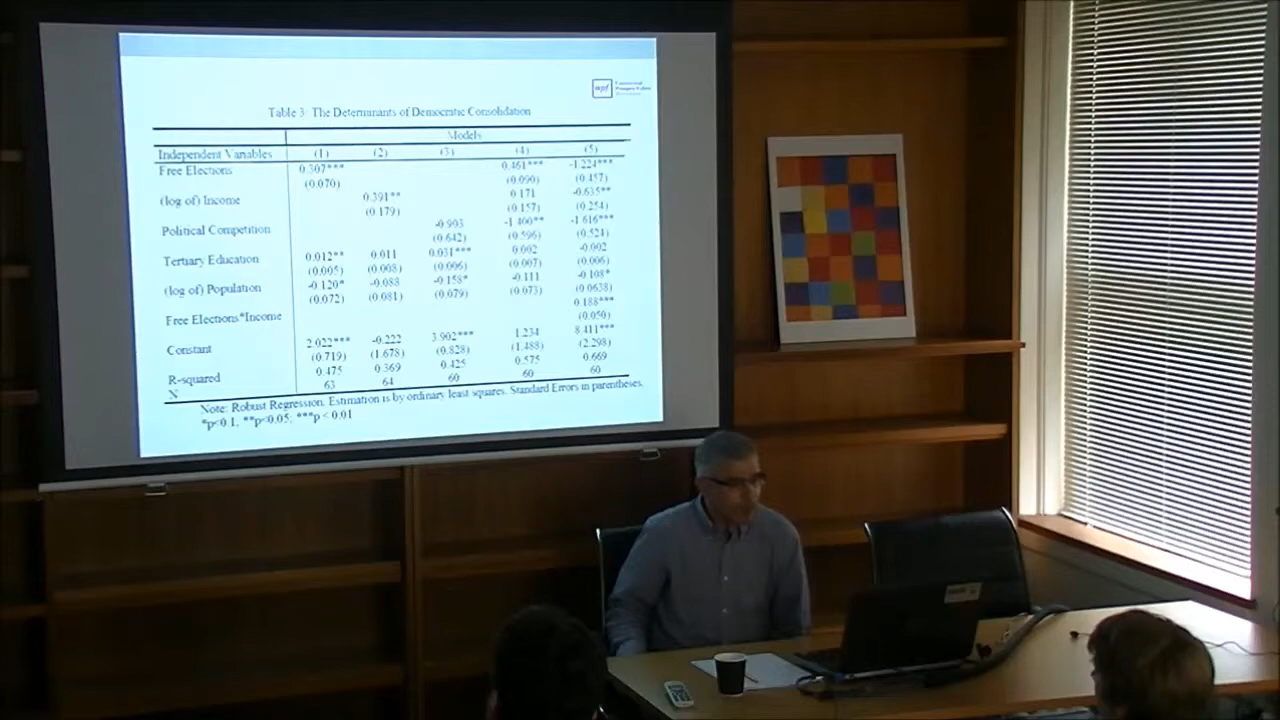 mpf
Table 3: The Determinants of Democratic Consolidation
Models
Independent Variables (1) (2) (3) (4) (5)
Free Elections 0.307*** 0.461*** -1.224***
(0.070) (0.090) (0.457)
(log of) Income 0.391** 0.171 -0.635**
(0.179) (0.157) (0.254)
Political Competition -0.903 -1.400** -1.616***
(0.642) (0.596) (0.524)
Tertiary Education 0.012** 0.011 0.031*** 0.002 -0.002
(0.005) (0.008) (0.006) (0.007) (0.006)
(log of) Population -0.120* -0.088 -0.158* -0.111 -0.108*
(0.072) (0.081) (0.079) (0.073) (0.0638)
Free Elections*Income 0.188***
(0.050)
Constant 2.022*** -0.222 3.902*** 1.234 8.411***
(0.719) (1.678) (0.828) (1.488) (2.298)
R-squared 0.475 0.369 0.425 0.575 0.669
N 63 64 60 60 60
Note: Robust Regression. Estimation is by ordinary least squares. Standard Errors in parentheses.
*p<0.1; **p<0.05; ***p < 0.01